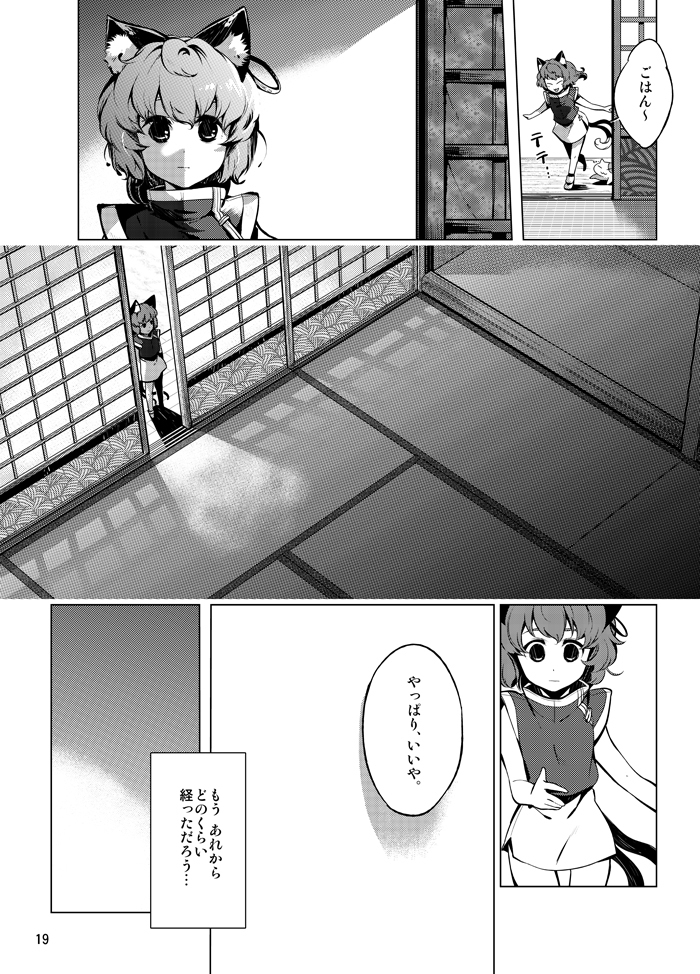 ごはん～
テテ…
やっぱり、いいや。
もう あれから
どのくらい
経っただろう…
19